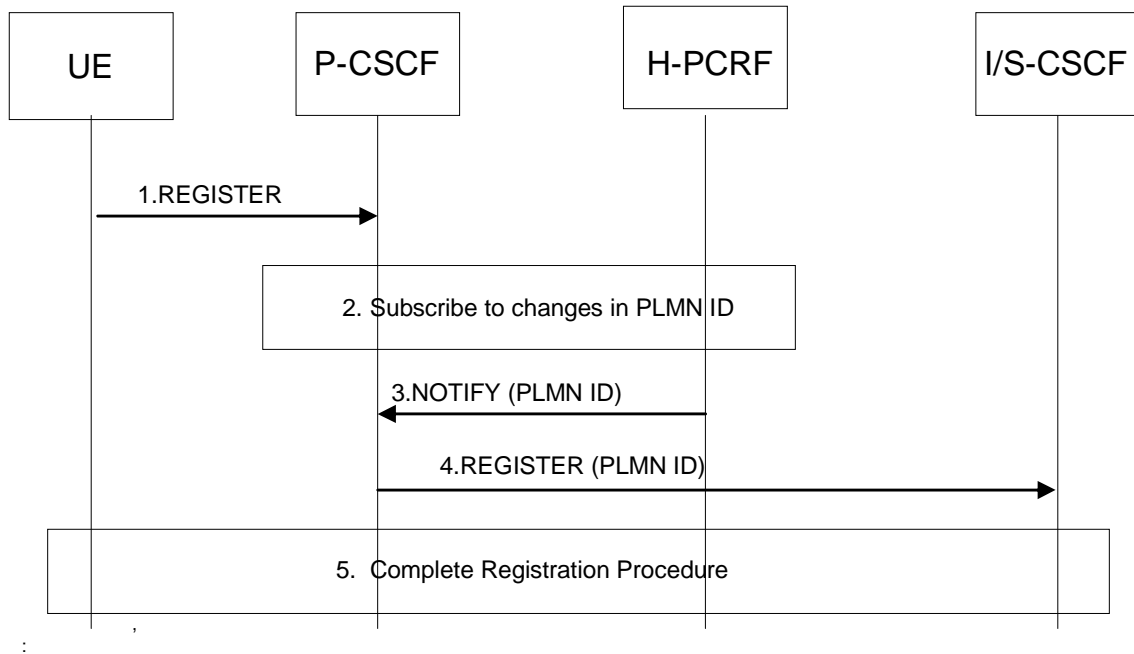 UE
P-CSCF
H-PCRF
I/S-CSCF
1.REGISTER
2. Subscribe to changes in PLMN ID
3.NOTIFY (PLMN ID)
4.REGISTER (PLMN ID)
5. Complete Registration Procedure
,
: